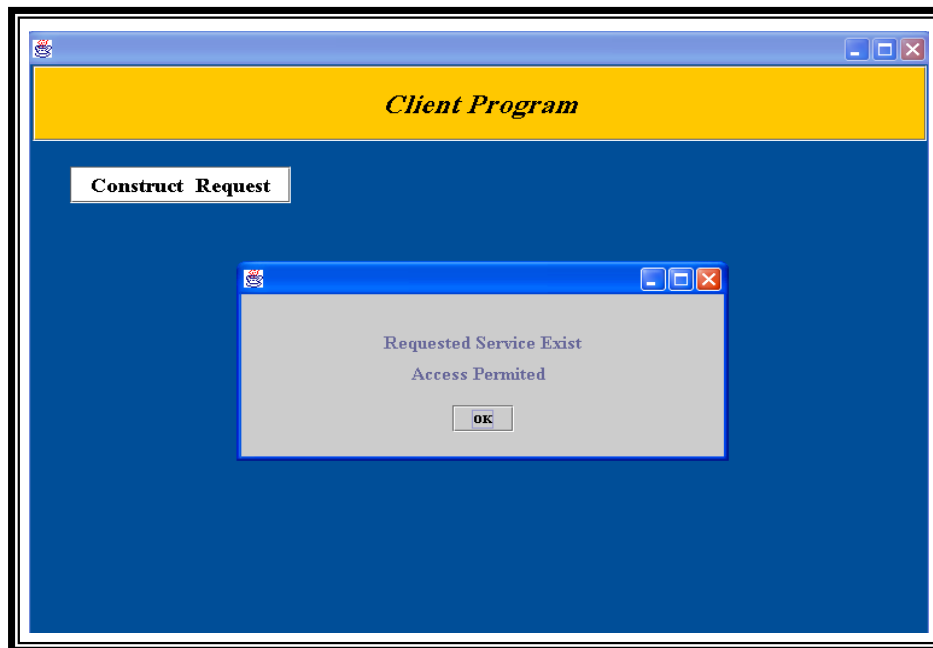 Client Program
Construct Request
Requested Service Exist
Access Permited
OK